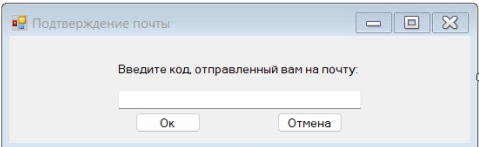 Подтверждение почты
Введите код, отправленный вам на почту:
Ок
Отмена